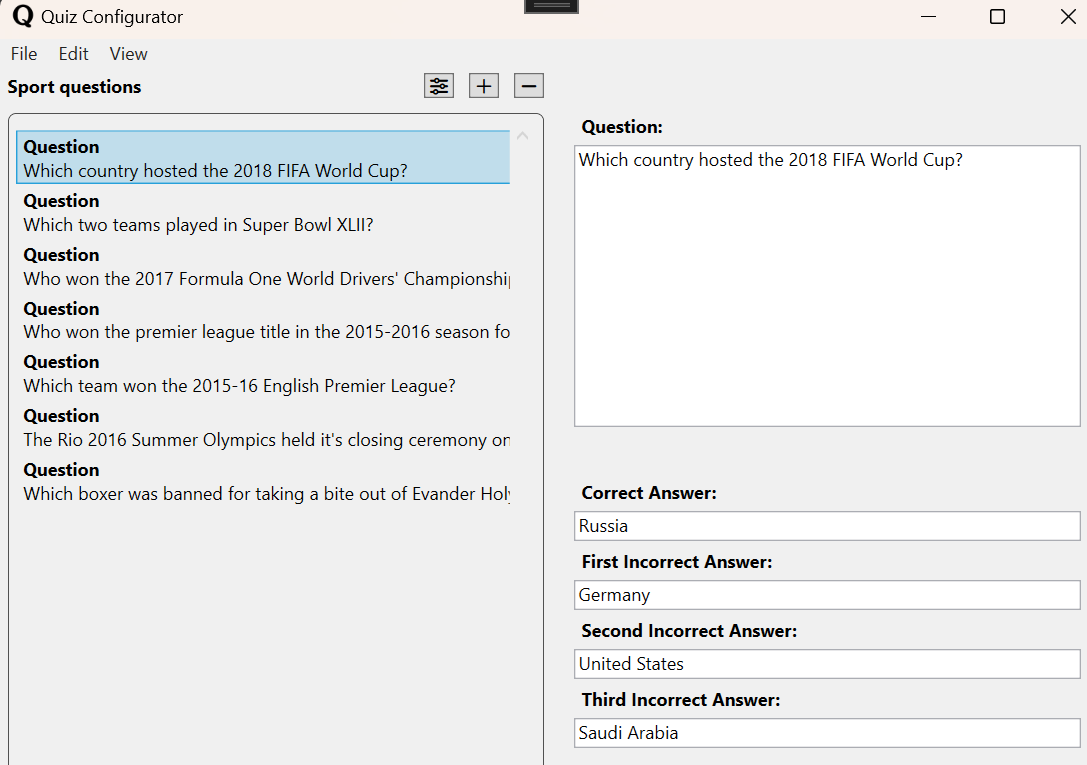 Q Quiz Configurator
File Edit View
Sport questions
Question
Which country hosted the 2018 FIFA World Cup?
Question
Which two teams played in Super Bowl XLII?
Question
Who won the 2017 Formula One World Drivers' Championshi
Question
Who won the premier league title in the 2015-2016 season fo
Question
Which team won the 2015-16 English Premier League?
Question
The Rio 2016 Summer Olympics held it's closing ceremony on
Question
Which boxer was banned for taking a bite out of Evander Hol
Question:
Which country hosted the 2018 FIFA World Cup?
Correct Answer:
Russia
First Incorrect Answer:
Germany
Second Incorrect Answer:
United States
Third Incorrect Answer:
Saudi Arabia